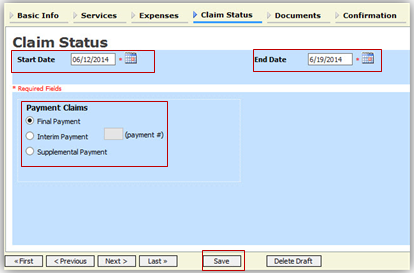 Basic Info Services Expenses Claim Status Documents Confirmation
Claim Status
Start Date 06/12/2014 * End Date 6/19/2014 *
* Required Fields
Payment Claims
Final Payment
Interim Payment (payment #)
Supplemental Payment
«First < Previous Next > Last » Save Delete Draft